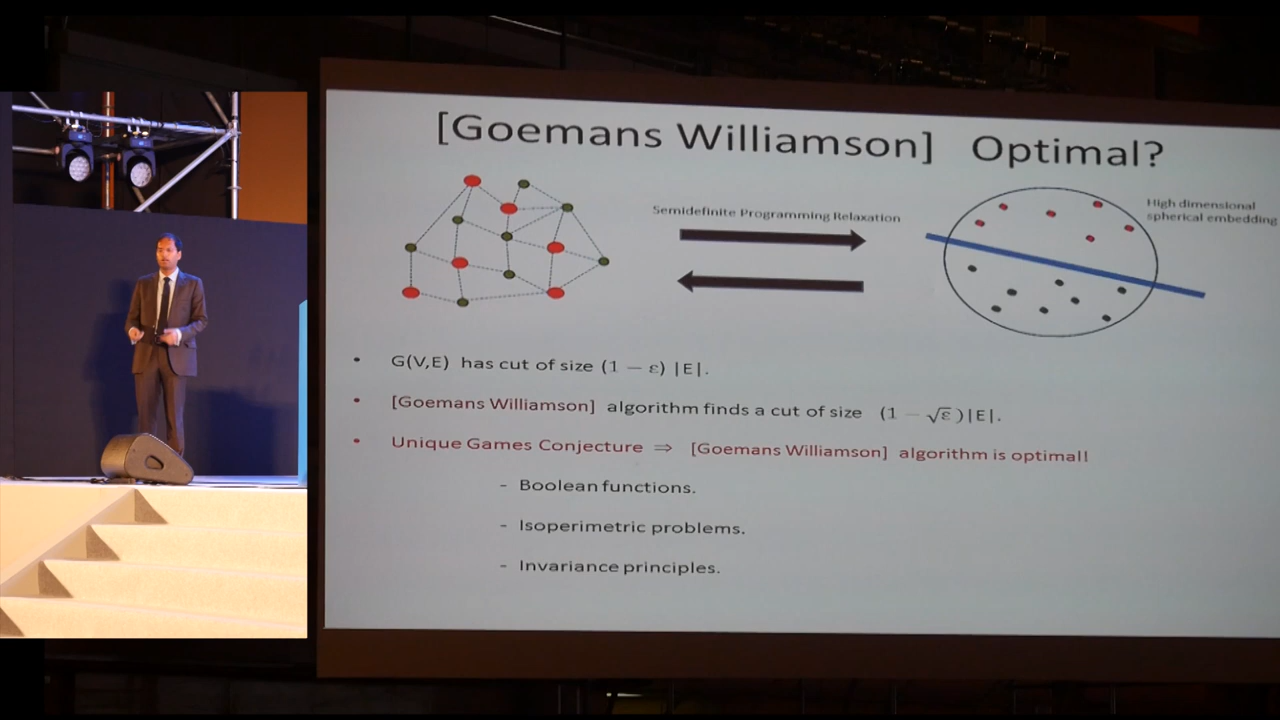 [Goemans Williamson] Optimal?
Semidefinite Programming Relaxation
High dimensional
spherical embedding
• G(V,E) has cut of size (1 − ε) |E|.
• [Goemans Williamson] algorithm finds a cut of size (1 − √ε)|E|.
• Unique Games Conjecture ⇒ [Goemans Williamson] algorithm is optimal!
- Boolean functions.
- Isoperimetric problems.
- Invariance principles.